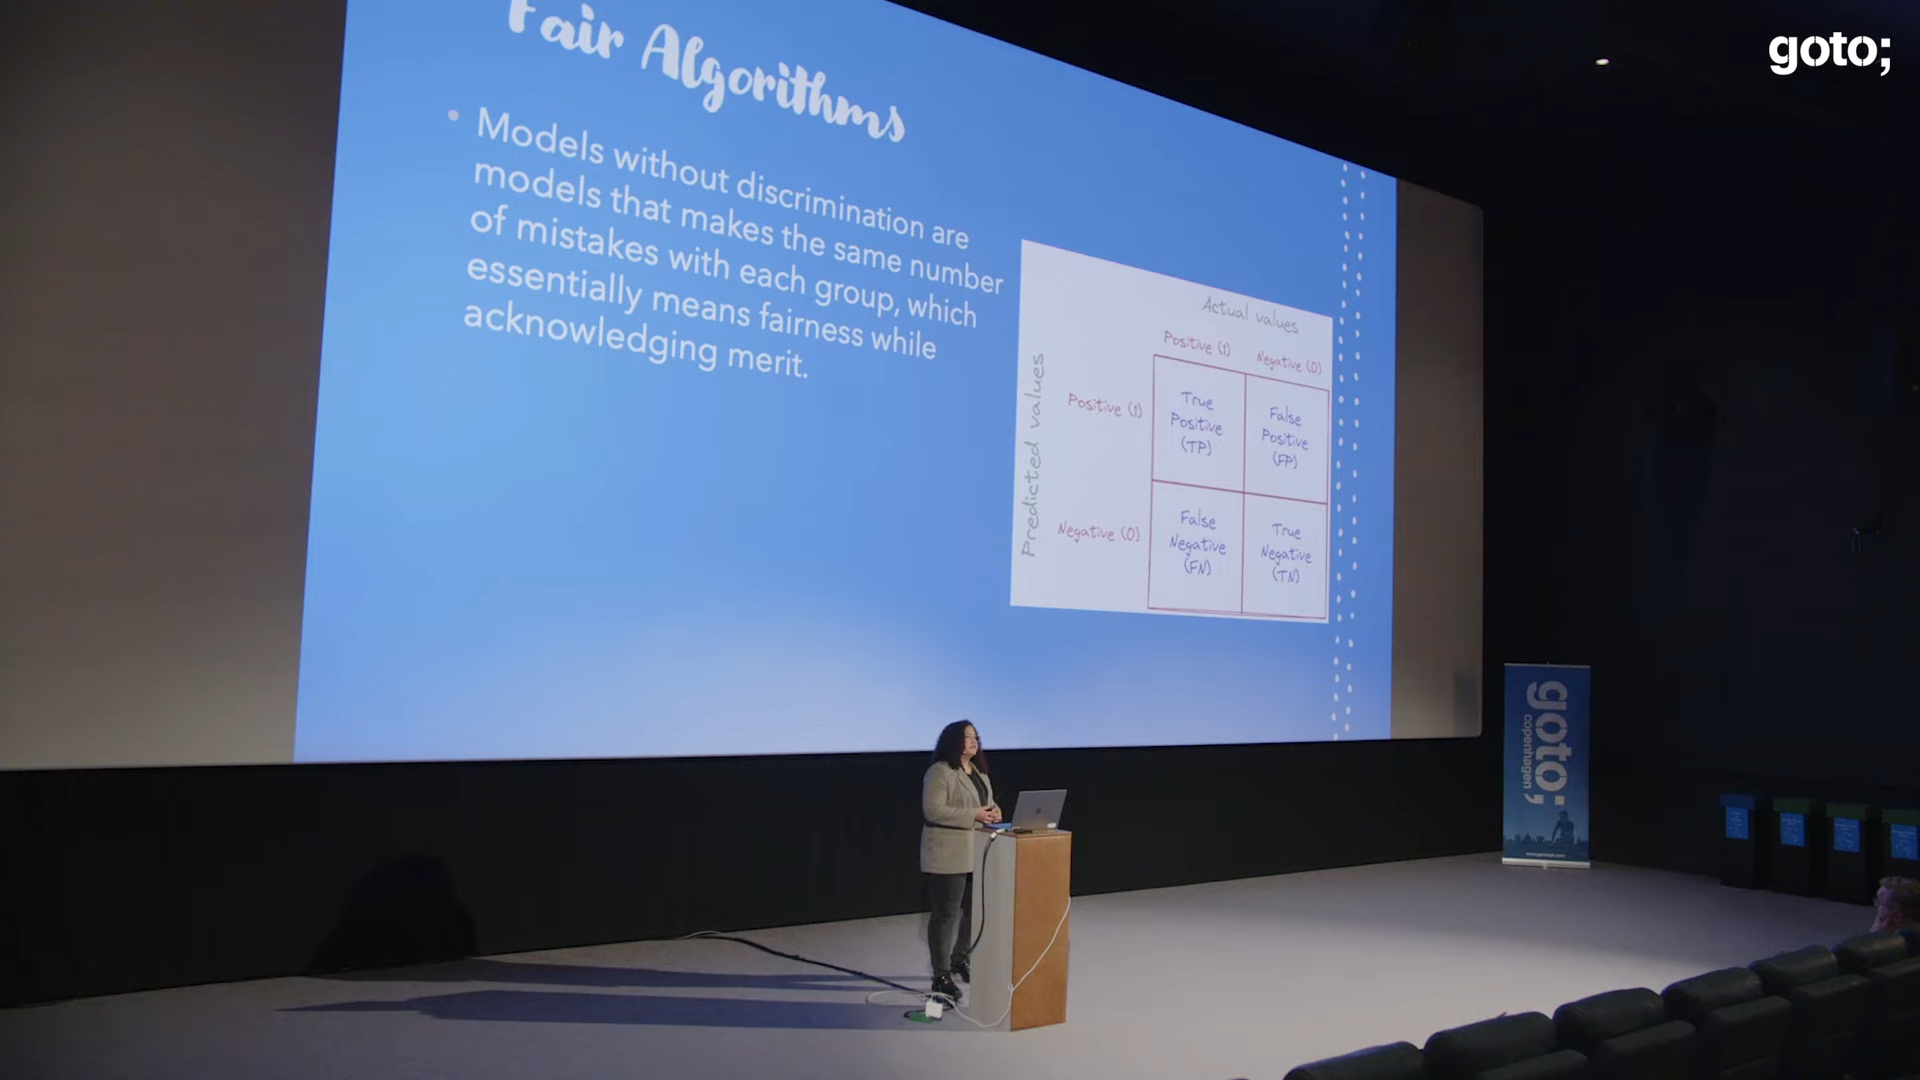 goto;
Fair Algorithms
• Models without discrimination are
models that makes the same number
of mistakes with each group, which
essentially means fairness while
acknowledging merit.
Actual values
Positive (1)
Negative (0)
Predicted values
Positive (1)
True
Positive
(TP)
False
Positive
(FP)
Negative (0)
False
Negative
(FN)
True
Negative
(TN)
goto;
copenhagen